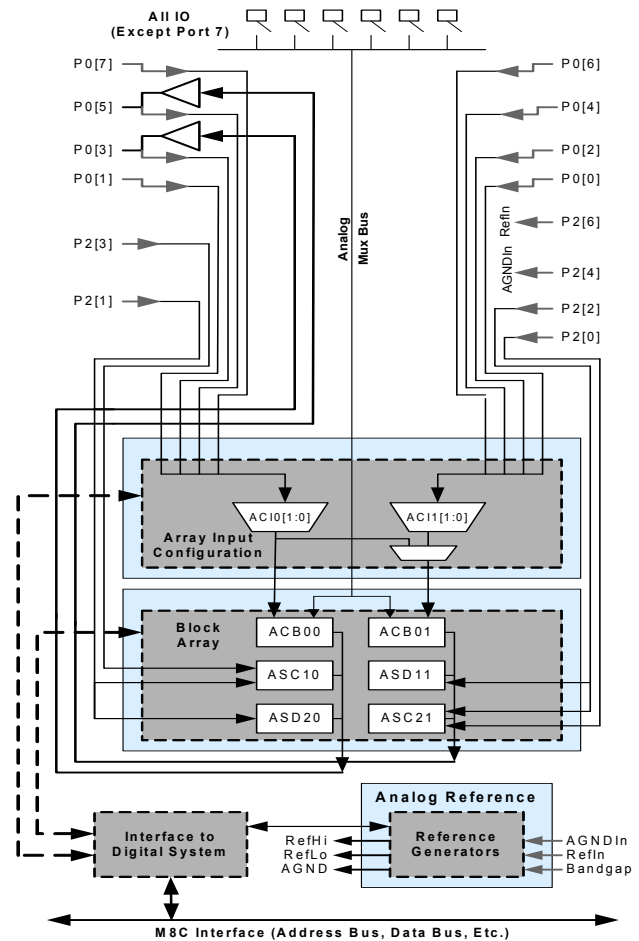 All IO
(Except Port 7)
P0[7]
P0[5]
P0[3]
P0[1]
P2[3]
P2[1]
P0[6]
P0[4]
P0[2]
P0[0]
P2[6]
P2[4]
P2[2]
P2[0]
AGNDIn RefIn
Analog
Mux Bus
ACI0[1:0]
ACI1[1:0]
Array Input
Configuration
Block
Array
ACB00
ACB01
ASC10
ASD11
ASD20
ASC21
Analog Reference
Interface to
Digital System
RefHi
RefLo
AGND
Reference
Generators
AGNDIn
RefIn
Bandgap
M8C Interface (Address Bus, Data Bus, Etc.)